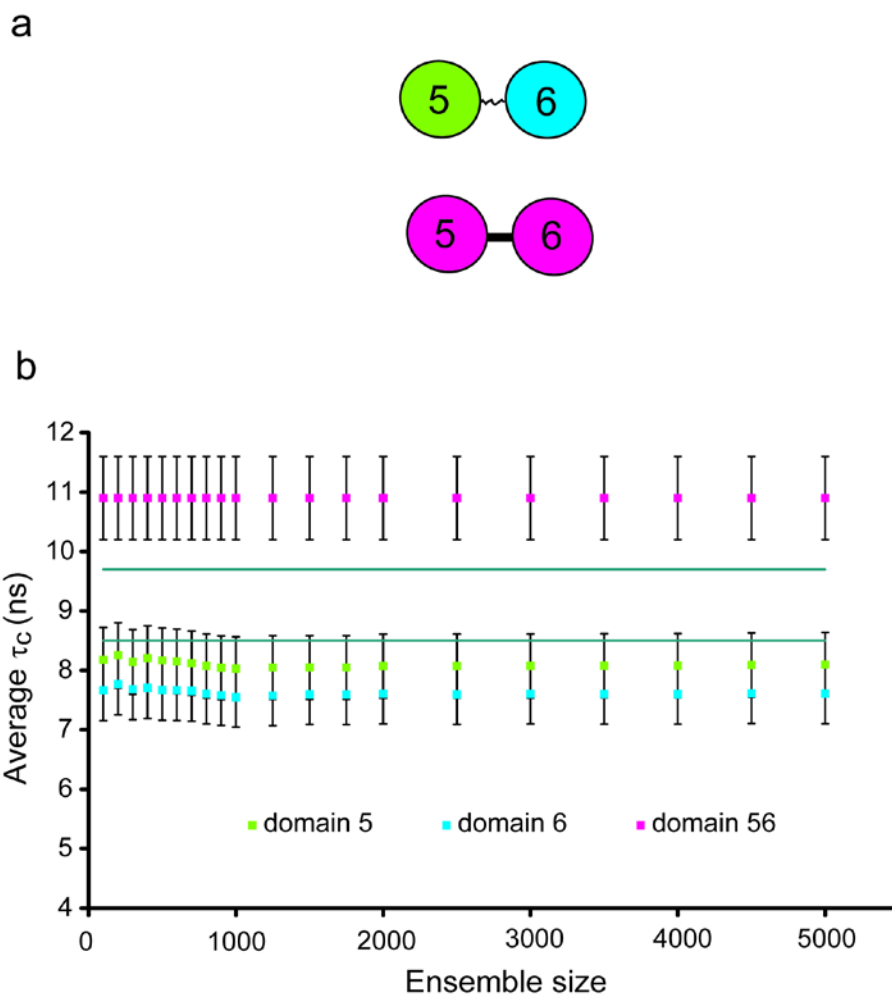 a
5 6
5 6
b
Average τc (ns)
12
11
10
9
8
7
6
5
4
domain 5 domain 6 domain 56
0 1000 2000 3000 4000 5000
Ensemble size